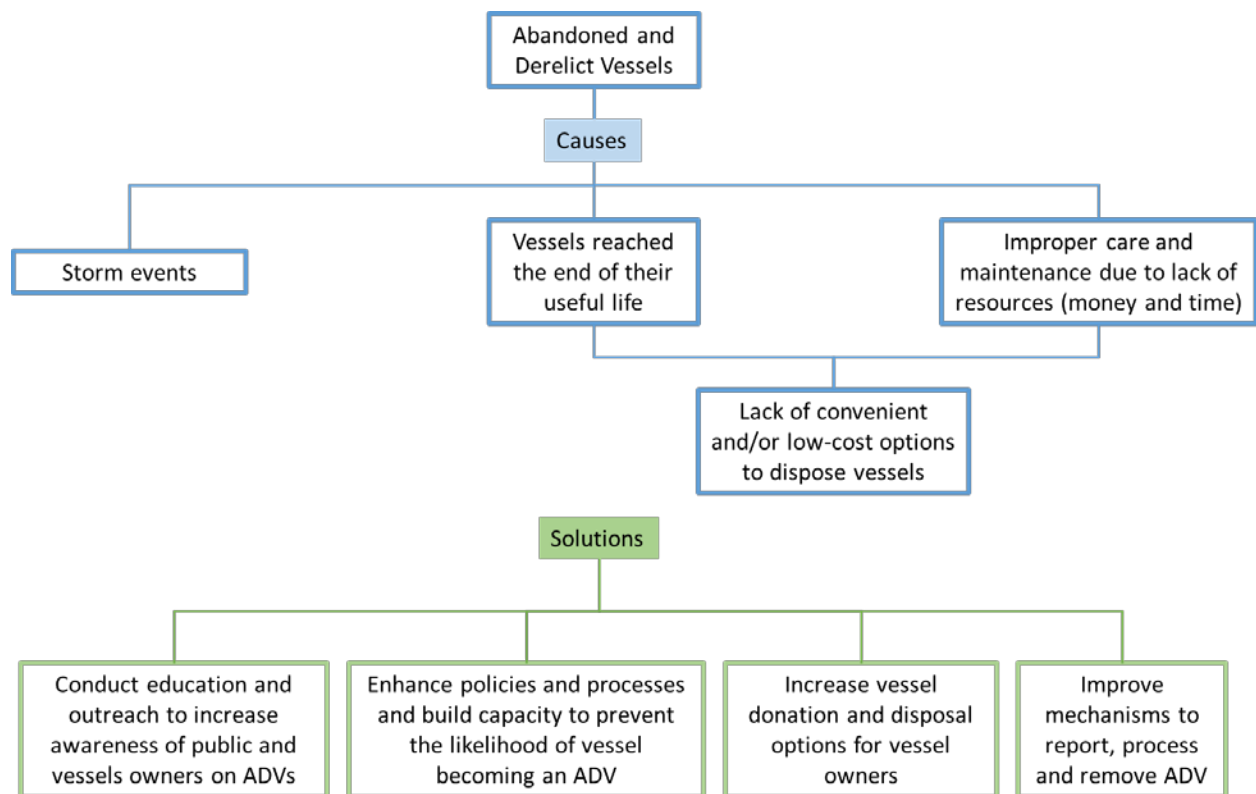 Abandoned and
Derelict Vessels
Causes
Storm events
Vessels reached
the end of their
useful life
Improper care and
maintenance due to lack of
resources (money and time)
Lack of convenient
and/or low-cost options
to dispose vessels
Solutions
Conduct education and
outreach to increase
awareness of public and
vessels owners on ADVs
Enhance policies and processes
and build capacity to prevent
the likelihood of vessel
becoming an ADV
Increase vessel
donation and disposal
options for vessel
owners
Improve
mechanisms to
report, process
and remove ADV